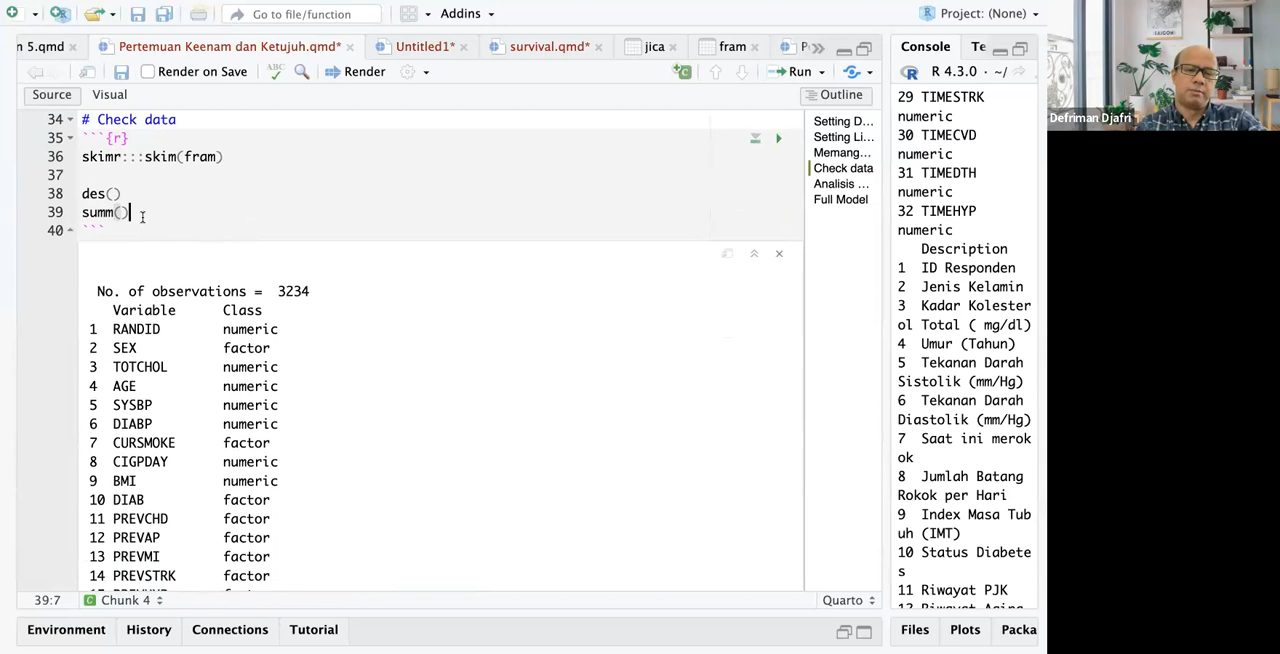 Go to file/function
Addins
Project: (None)
n 5.qmd
Pertemuan Keenam dan Ketujuh.qmd*
Untitled1*
survival.qmd*
jica
fram
Render on Save
ABC
Render
Run
Source
Visual
Outline
34 # Check data
35 ```{r}
36 skimr:::skim(fram)
37
38 des()
39 summ()
40 ```
No. of observations = 3234
Variable Class
1 RANDID numeric
2 SEX factor
3 TOTCHOL numeric
4 AGE numeric
5 SYSBP numeric
6 DIABP numeric
7 CURSMOKE factor
8 CIGPDAY numeric
9 BMI numeric
10 DIAB factor
11 PREVCHD factor
12 PREVAP factor
13 PREVMI factor
14 PREVSTRK factor
39:7
Chunk 4
Quarto
Setting D...
Setting Li...
Memang...
Check data
Analisis ...
Full Model
Environment
History
Connections
Tutorial
Console
Te
R 4.3.0 · ~/
29 TIMESTRK
numeric
30 TIMECVD
numeric
31 TIMEDTH
numeric
32 TIMEHYP
numeric
Description
1 ID Responden
2 Jenis Kelamin
3 Kadar Kolester
ol Total ( mg/dl)
4 Umur (Tahun)
5 Tekanan Darah
Sistolik (mm/Hg)
6 Tekanan Darah
Diastolik (mm/Hg)
7 Saat ini merok
ok
8 Jumlah Batang
Rokok per Hari
9 Index Masa Tub
uh (IMT)
10 Status Diabete
s
11 Riwayat PJK
Files
Plots
Packa
SAIGON
Defriman Djafri